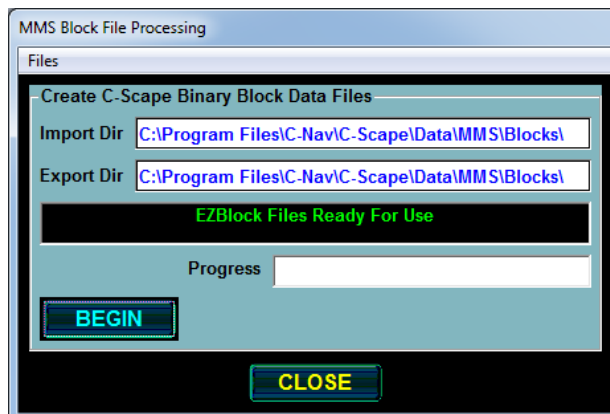 MMS Block File Processing
Files
Create C-Scape Binary Block Data Files
Import Dir C:\Program Files\C-Nav\C-Scape\Data\MMS\Blocks\
Export Dir C:\Program Files\C-Nav\C-Scape\Data\MMS\Blocks\
EZBlock Files Ready For Use
Progress
BEGIN
CLOSE